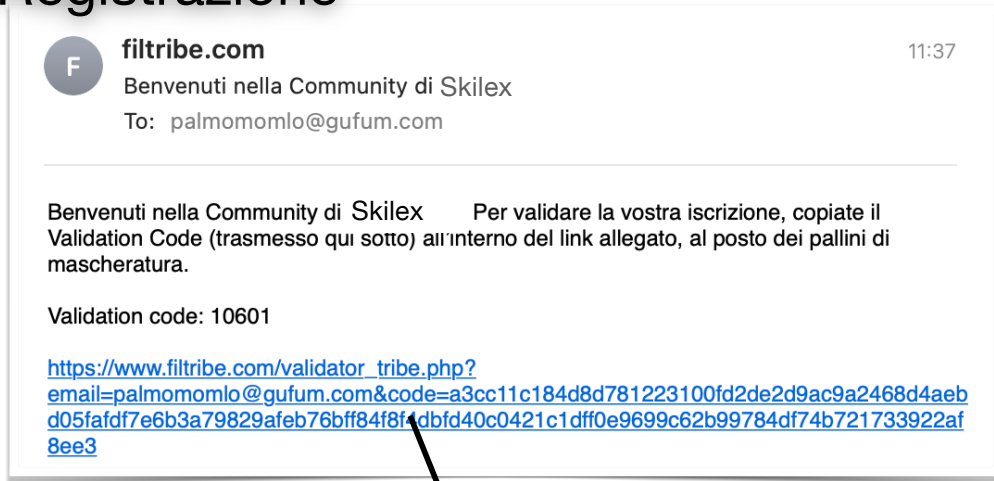 Registrazione
F
filtribe.com
11:37
Benvenuti nella Community di Skilex
To: palmomomlo@gufum.com
Benvenuti nella Community di Skilex Per validare la vostra iscrizione, copiate il
Validation Code (trasmesso qui sotto) all'interno del link allegato, al posto dei pallini di
mascheratura.
Validation code: 10601
https://www.filtribe.com/validator_tribe.php?
email=palmomomlo@gufum.com&code=a3cc11c184d8d781223100fd2de2d9ac9a2468d4aeb
d05fafdf7e6b3a79829afeb76bff84f8f4dbfd40c0421c1dff0e9699c62b99784df74b721733922af
8ee3